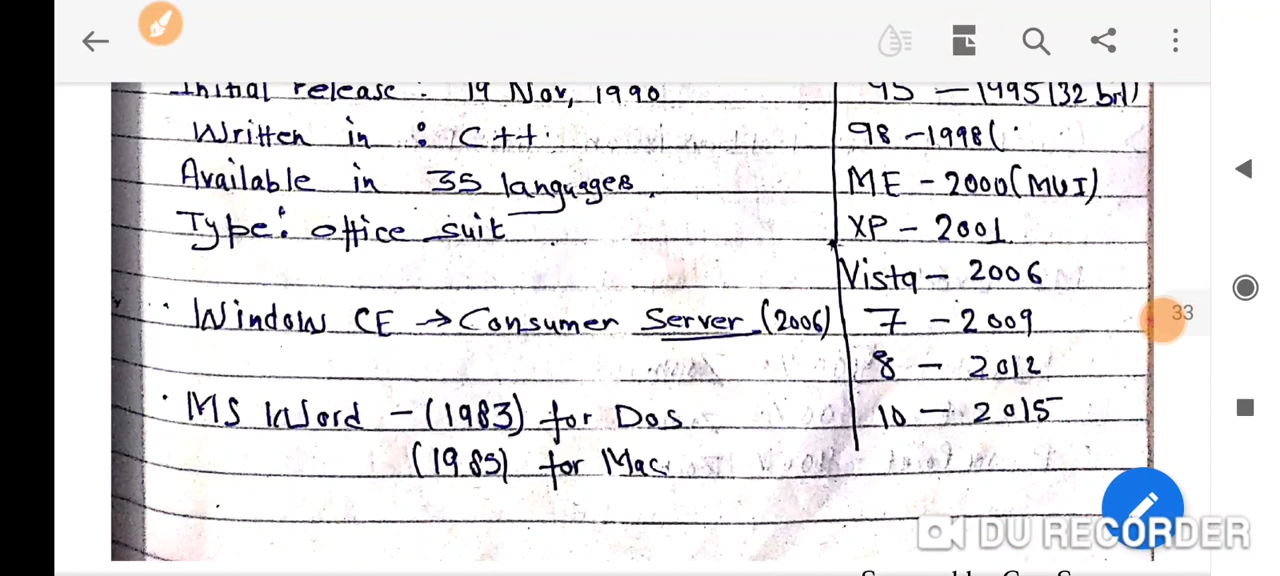 Initial release : 19 Nov, 1990
Written in : C++
Available in 35 languages.
Type: office suit
Window CE → Consumer Server (2006)
MS Word - (1983) for Dos
(1985) for Mac
95 - 1995 (32 bit)
98 - 1998(
ME - 2000(MUI)
XP - 2001
Vista - 2006
7 - 2009
8 - 2012
10 - 2015
33
DU RECORDER